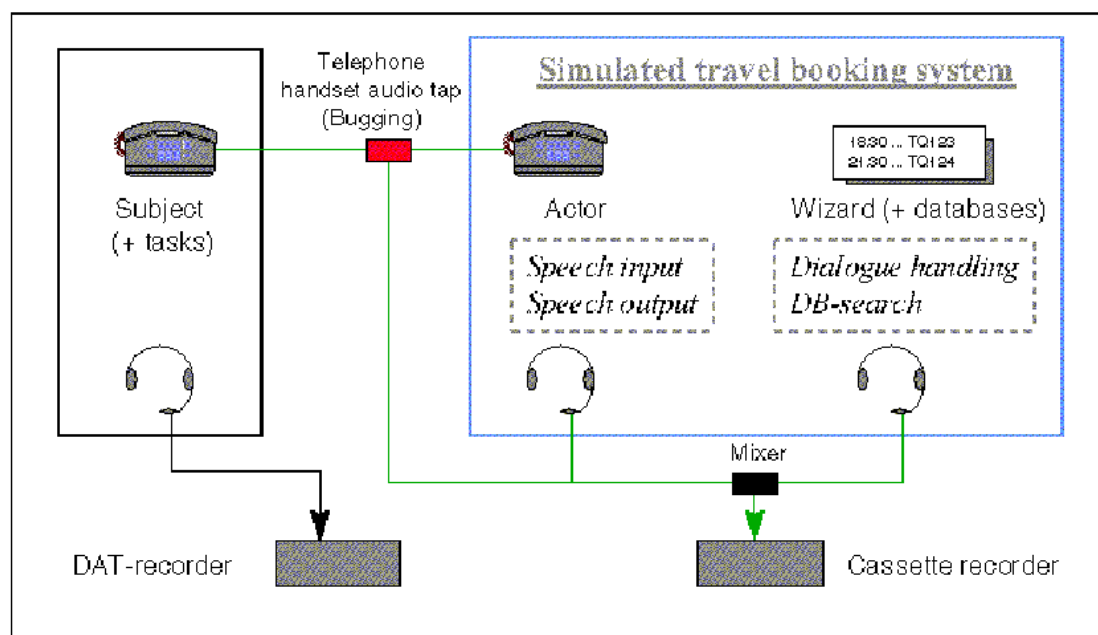 Telephone
handset audio tap
(Bugging)
Simulated travel booking system
18:30 ... TQ123
21:30 ... TQ124
Subject
(+ tasks)
Actor
Wizard (+ databases)
Speech input
Speech output
Dialogue handling
DB-search
Mixer
DAT-recorder
Cassette recorder